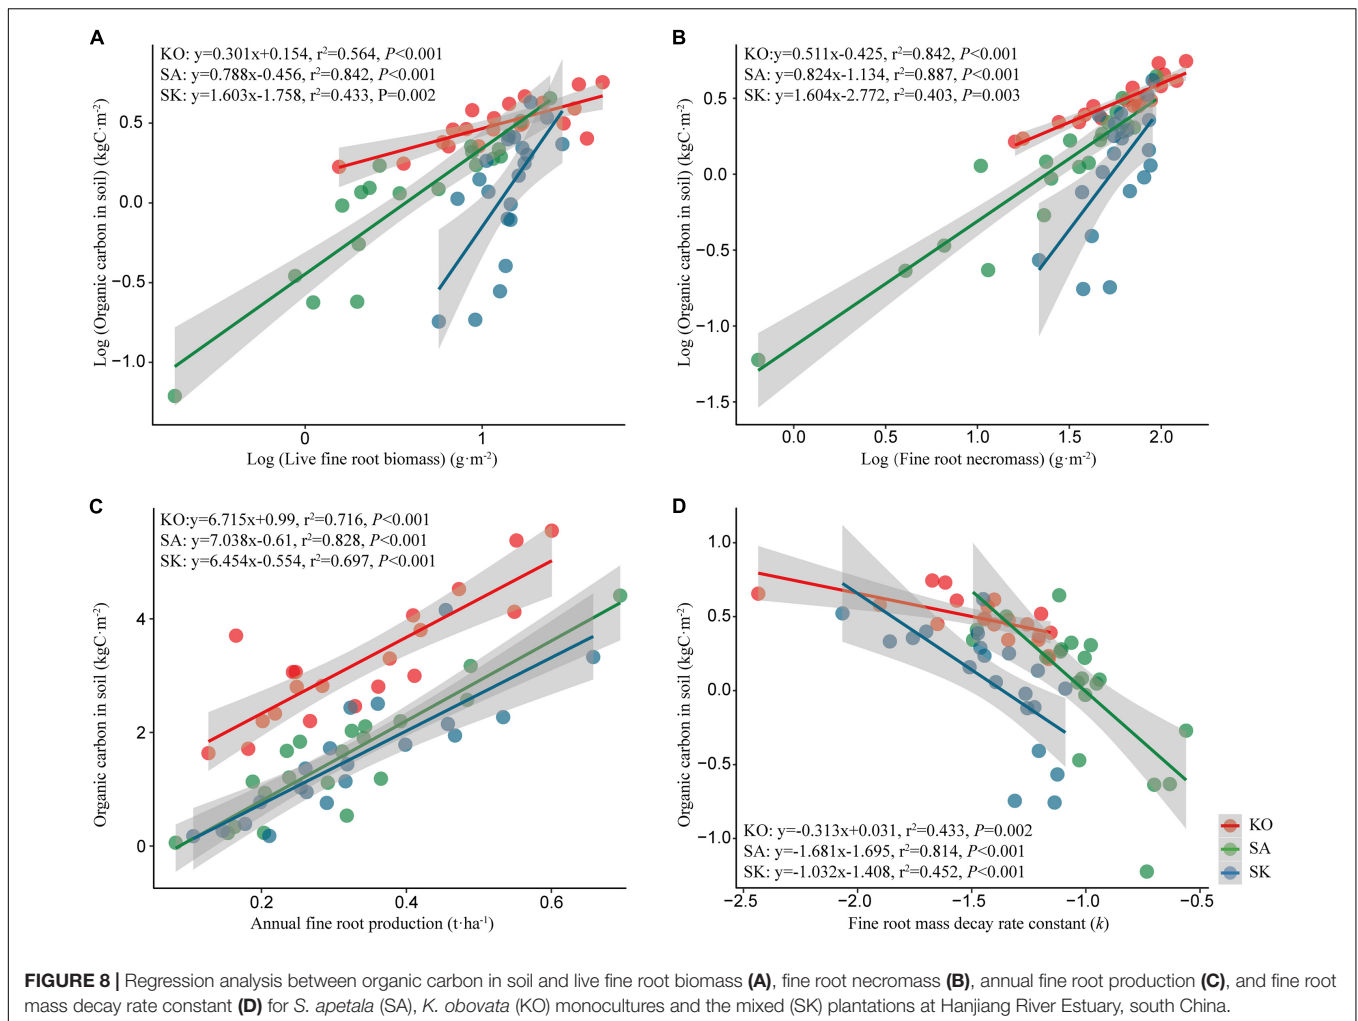 A
KO: y=0.301x+0.154, r²=0.564, P<0.001
SA: y=0.788x-0.456, r²=0.842, P<0.001
SK: y=1.603x-1.758, r²=0.433, P=0.002
Log (Organic carbon in soil) (kgC·m⁻²)
0.5
0.0
−0.5
−1.0
0 1
Log (Live fine root biomass) (g·m⁻²)
B
KO:y=0.511x-0.425, r²=0.842, P<0.001
SA: y=0.824x-1.134, r²=0.887, P<0.001
SK: y=1.604x-2.772, r²=0.403, P=0.003
Log (Organic carbon in soil) (kgC·m⁻²)
0.5
0.0
−0.5
−1.0
−1.5
0.0 0.5 1.0 1.5 2.0
Log (Fine root necromass) (g·m⁻²)
C
KO:y=6.715x+0.99, r²=0.716, P<0.001
SA: y=7.038x-0.61, r²=0.828, P<0.001
SK: y=6.454x-0.554, r²=0.697, P<0.001
Organic carbon in soil (kgC·m⁻²)
4
2
0
0.2 0.4 0.6
Annual fine root production (t·ha⁻¹)
D
Organic carbon in soil (kgC·m⁻²)
1.0
0.5
0.0
−0.5
−1.0
KO: y=-0.313x+0.031, r²=0.433, P=0.002
SA: y=-1.681x-1.695, r²=0.814, P<0.001
SK: y=-1.032x-1.408, r²=0.452, P<0.001
−2.5 −2.0 −1.5 −1.0 −0.5
Fine root mass decay rate constant (k)
KO
SA
SK
FIGURE 8 | Regression analysis between organic carbon in soil and live fine root biomass (A), fine root necromass (B), annual fine root production (C), and fine root
mass decay rate constant (D) for S. apetala (SA), K. obovata (KO) monocultures and the mixed (SK) plantations at Hanjiang River Estuary, south China.